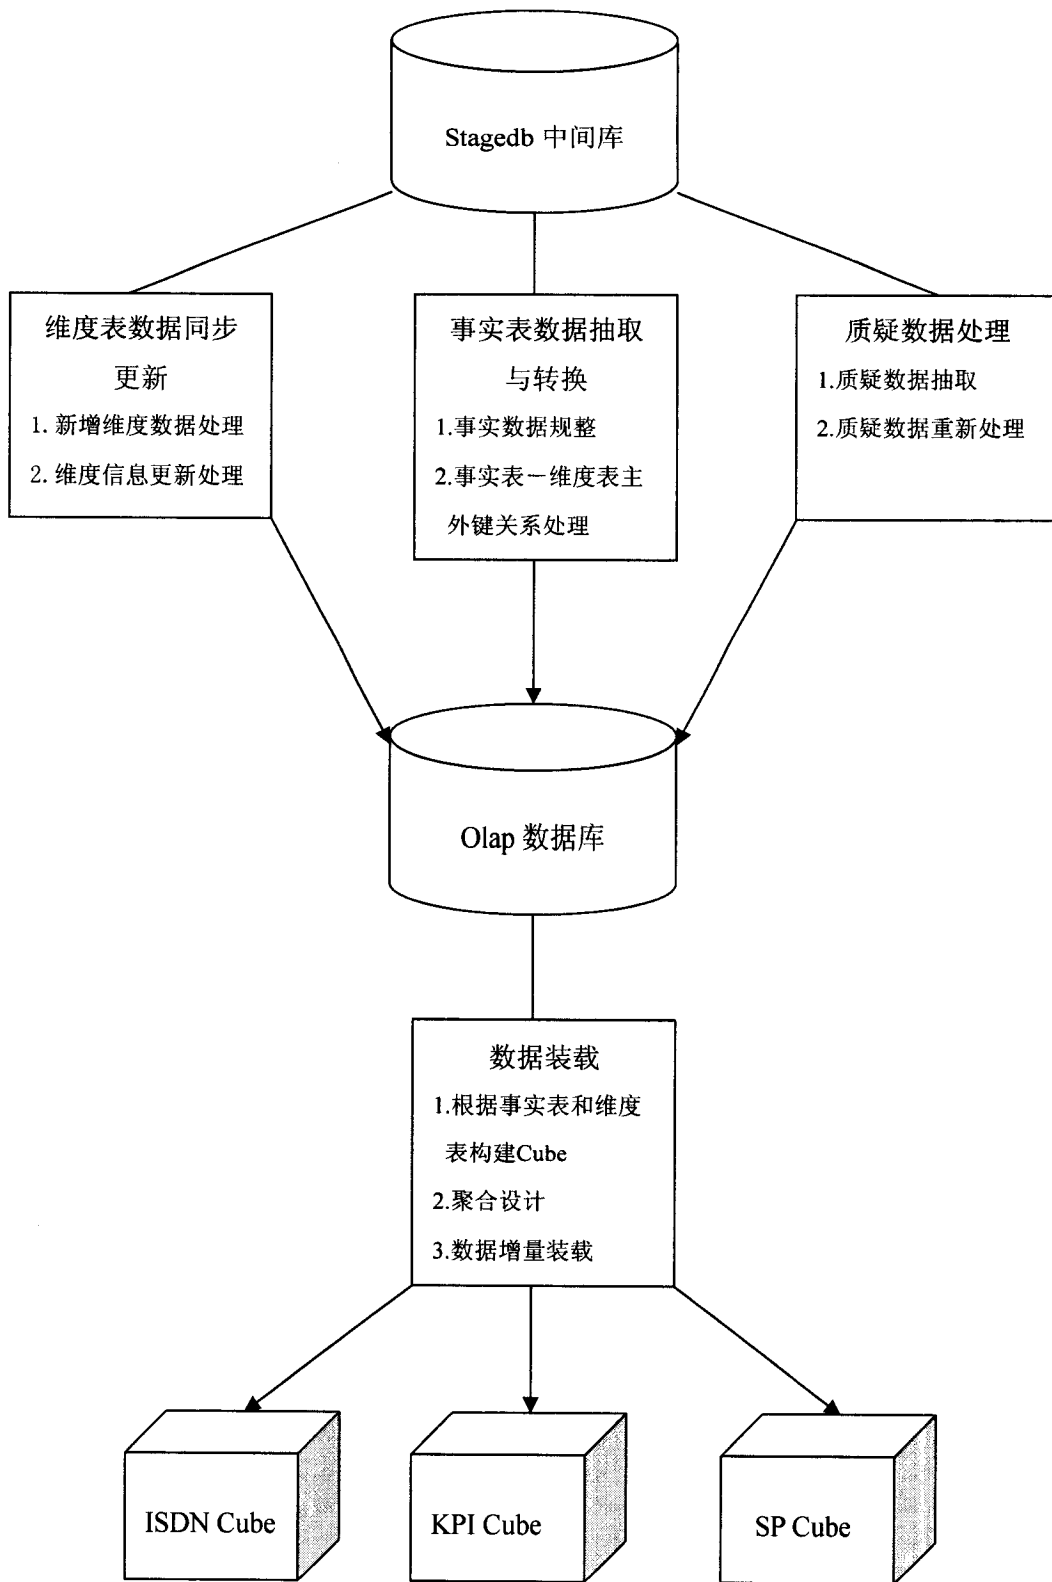 Stagedb 中间库
维度表数据同步
更新
1. 新增维度数据处理
2. 维度信息更新处理
事实表数据抽取
与转换
1.事实数据规整
2.事实表－维度表主
外键关系处理
质疑数据处理
1.质疑数据抽取
2.质疑数据重新处理
Olap 数据库
数据装载
1.根据事实表和维度
表构建Cube
2.聚合设计
3.数据增量装载
ISDN Cube
KPI Cube
SP Cube